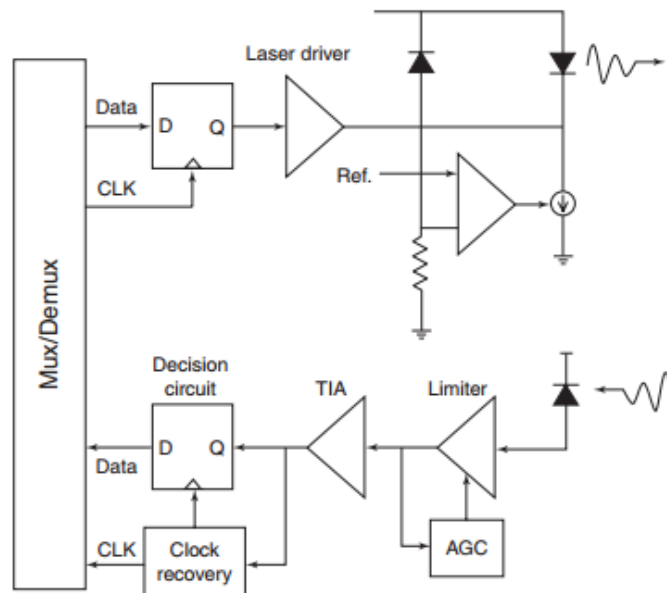 Laser driver
Data
D
Q
CLK
Ref.
Mux/Demux
Decision
circuit
TIA
Limiter
D
Q
Data
CLK
Clock
recovery
AGC